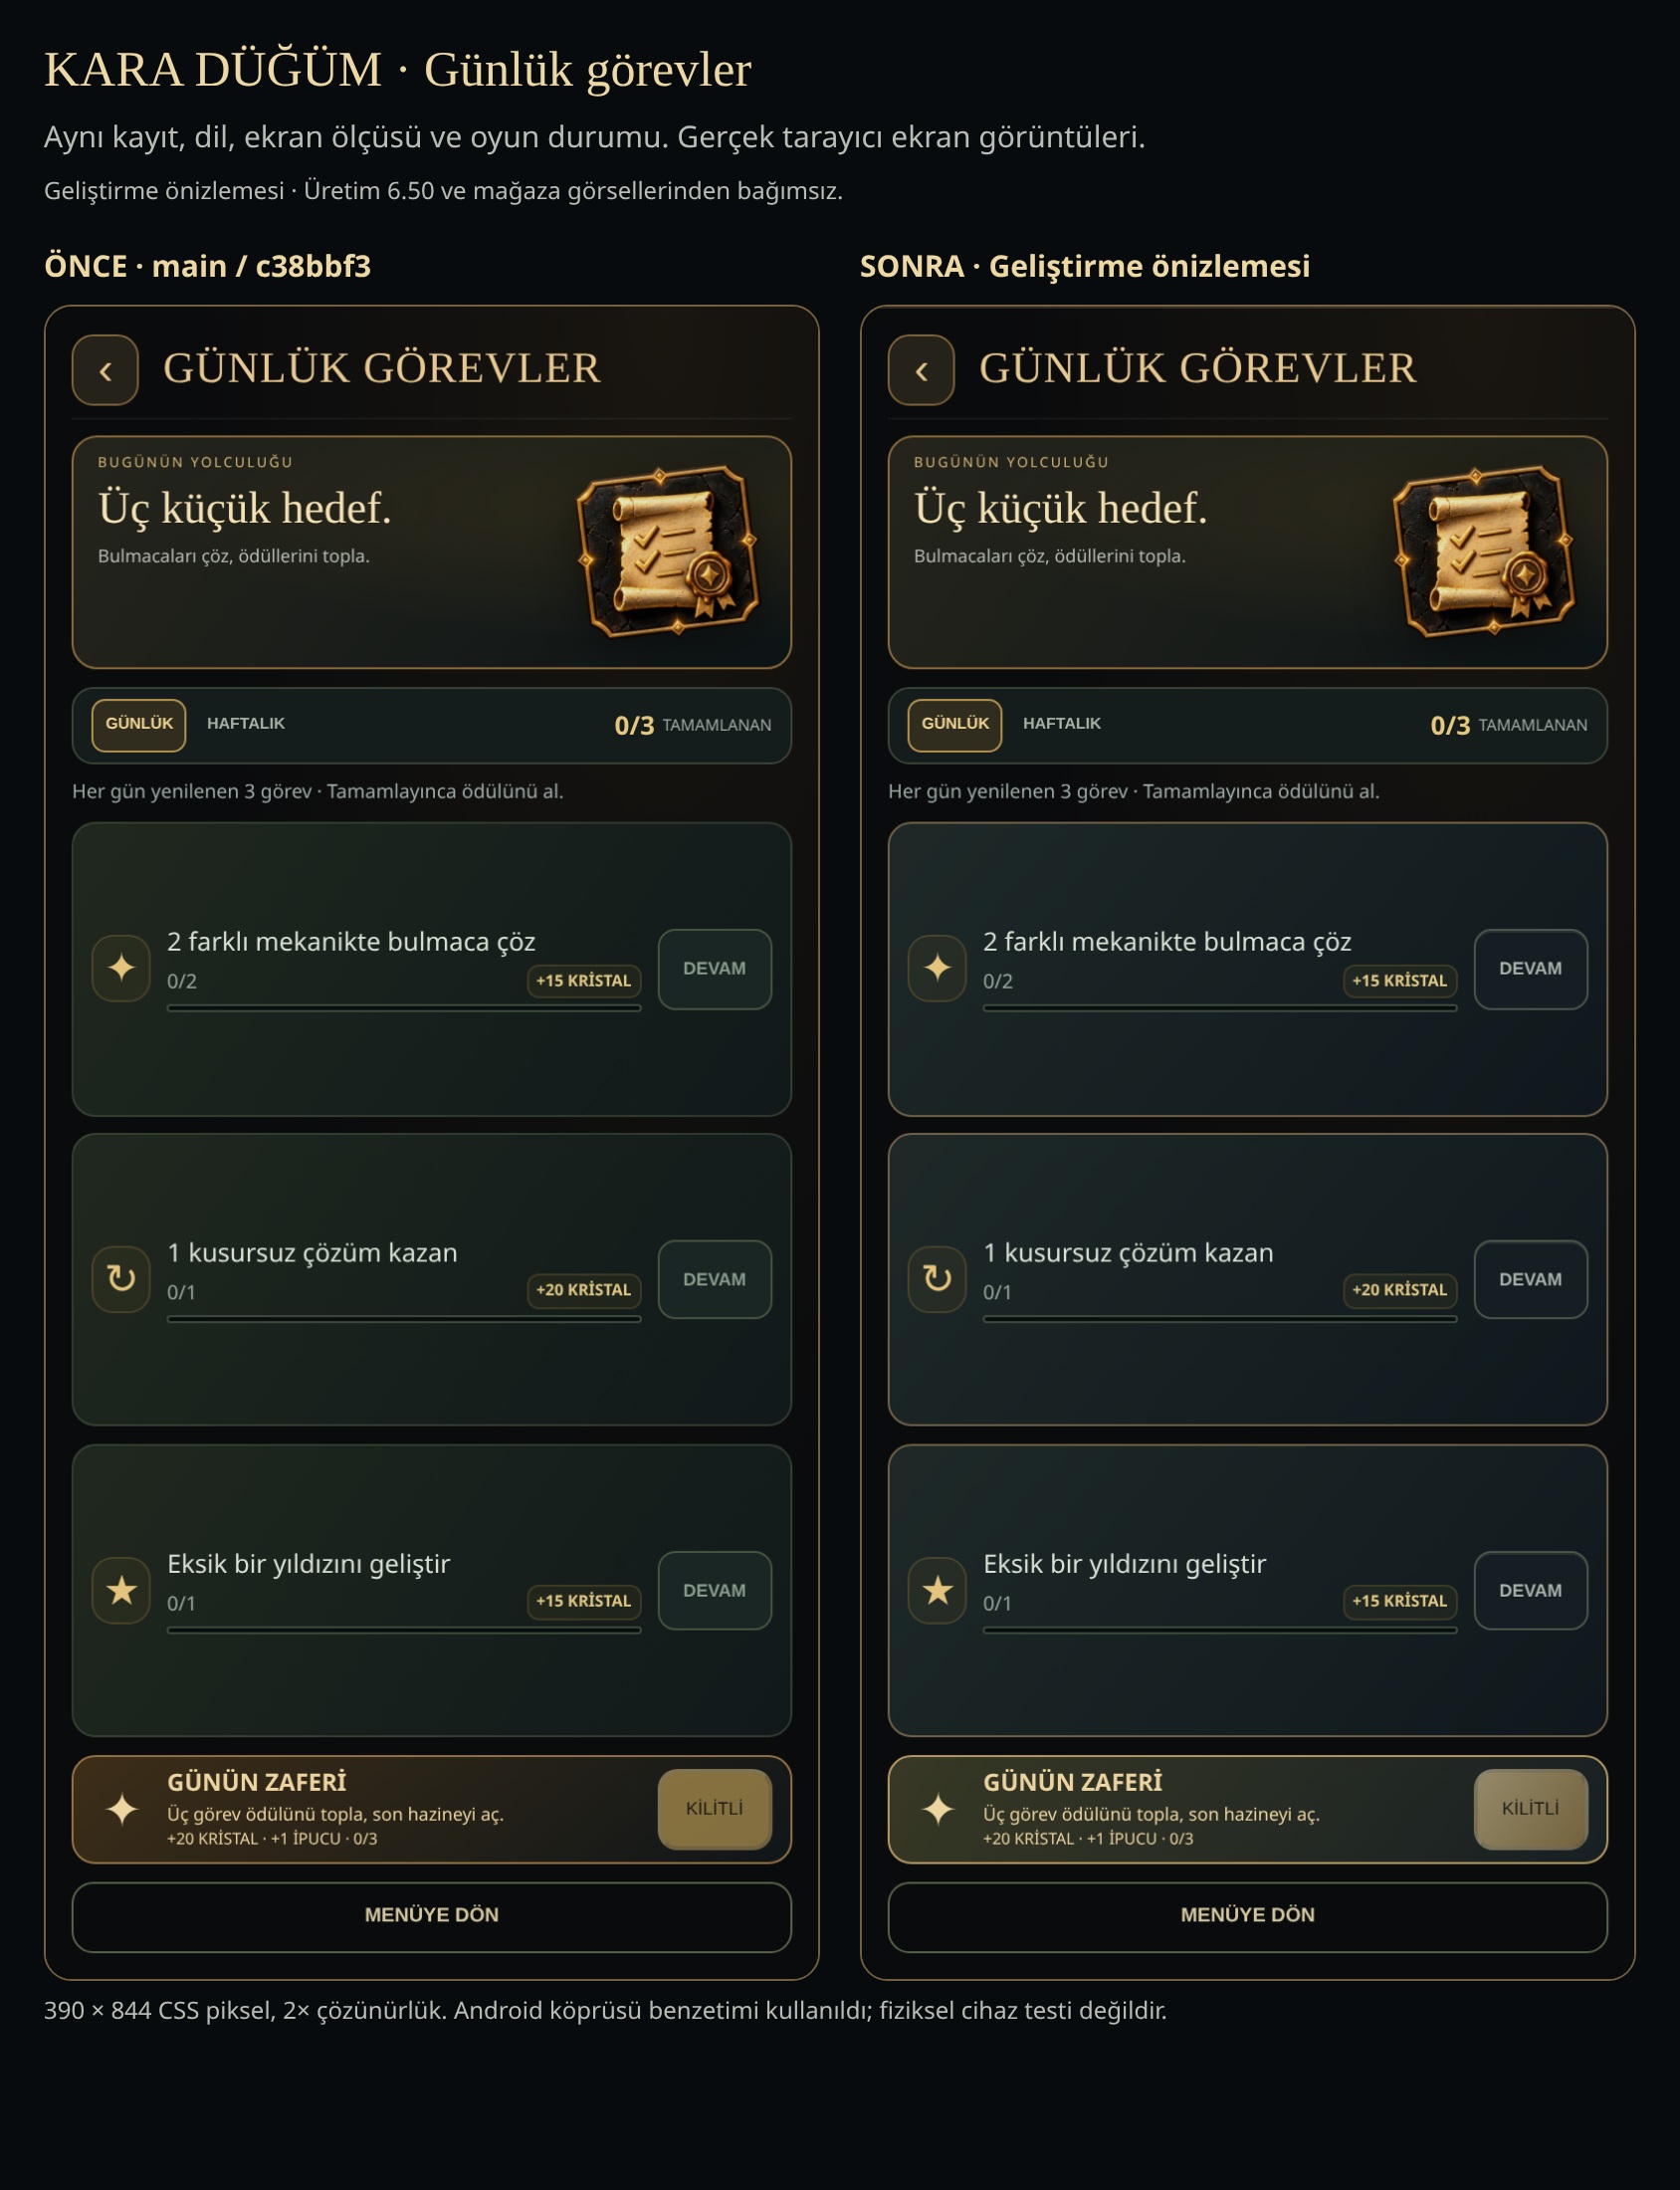 KARA DÜĞÜM · Günlük görevler
Aynı kayıt, dil, ekran ölçüsü ve oyun durumu. Gerçek tarayıcı ekran görüntüleri.
Geliştirme önizlemesi · Üretim 6.50 ve mağaza görsellerinden bağımsız.
ÖNCE · main / c38bbf3
‹ GÜNLÜK GÖREVLER
BUGÜNÜN YOLCULUĞU
Üç küçük hedef.
Bulmacaları çöz, ödüllerini topla.
GÜNLÜK HAFTALIK 0/3 TAMAMLANAN
Her gün yenilenen 3 görev · Tamamlayınca ödülünü al.
2 farklı mekanikte bulmaca çöz
0/2 +15 KRİSTAL
DEVAM
1 kusursuz çözüm kazan
0/1 +20 KRİSTAL
DEVAM
Eksik bir yıldızını geliştir
0/1 +15 KRİSTAL
DEVAM
GÜNÜN ZAFERİ
Üç görev ödülünü topla, son hazineyi aç.
+20 KRİSTAL · +1 İPUCU · 0/3
KİLİTLİ
MENÜYE DÖN
SONRA · Geliştirme önizlemesi
‹ GÜNLÜK GÖREVLER
BUGÜNÜN YOLCULUĞU
Üç küçük hedef.
Bulmacaları çöz, ödüllerini topla.
GÜNLÜK HAFTALIK 0/3 TAMAMLANAN
Her gün yenilenen 3 görev · Tamamlayınca ödülünü al.
2 farklı mekanikte bulmaca çöz
0/2 +15 KRİSTAL
DEVAM
1 kusursuz çözüm kazan
0/1 +20 KRİSTAL
DEVAM
Eksik bir yıldızını geliştir
0/1 +15 KRİSTAL
DEVAM
GÜNÜN ZAFERİ
Üç görev ödülünü topla, son hazineyi aç.
+20 KRİSTAL · +1 İPUCU · 0/3
KİLİTLİ
MENÜYE DÖN
390 × 844 CSS piksel, 2× çözünürlük. Android köprüsü benzetimi kullanıldı; fiziksel cihaz testi değildir.